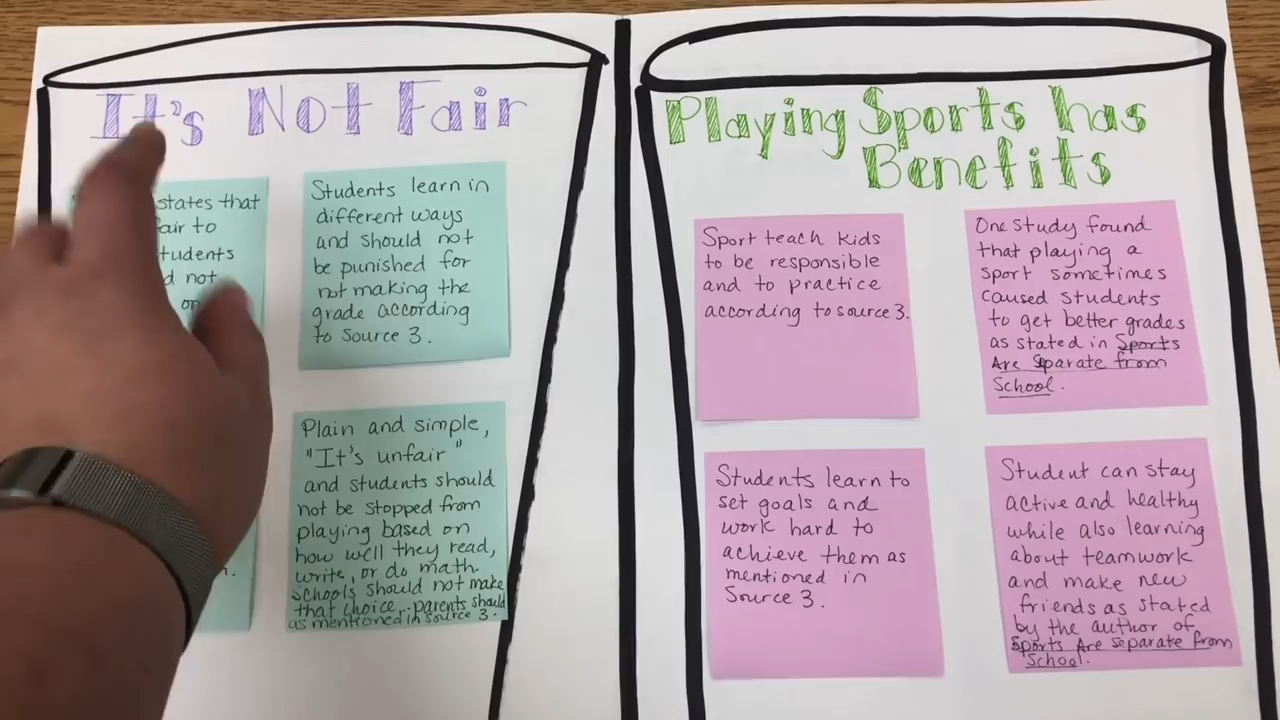 It's Not Fair
states that
fair to
students
not
on
Students learn in
different ways
and should not
be punished for
not making the
grade according
to Source 3.
Plain and simple,
"It's unfair"
and students should
not be stopped from
playing based on
how well they read,
write, or do math.
Schools should not make
that choice...parents should
as mentioned in source 3.
Playing Sports has
Benefits
Sport teach kids
to be responsible
and to practice
according to source 3.
One study found
that playing a
sport sometimes
caused students
to get better grades
as stated in Sports
Are Separate from
School.
Students learn to
set goals and
work hard to
achieve them as
mentioned in
Source 3.
Student can stay
active and healthy
while also learning
about teamwork
and make new
friends as stated
by the author of
Sports Are Separate from
School.